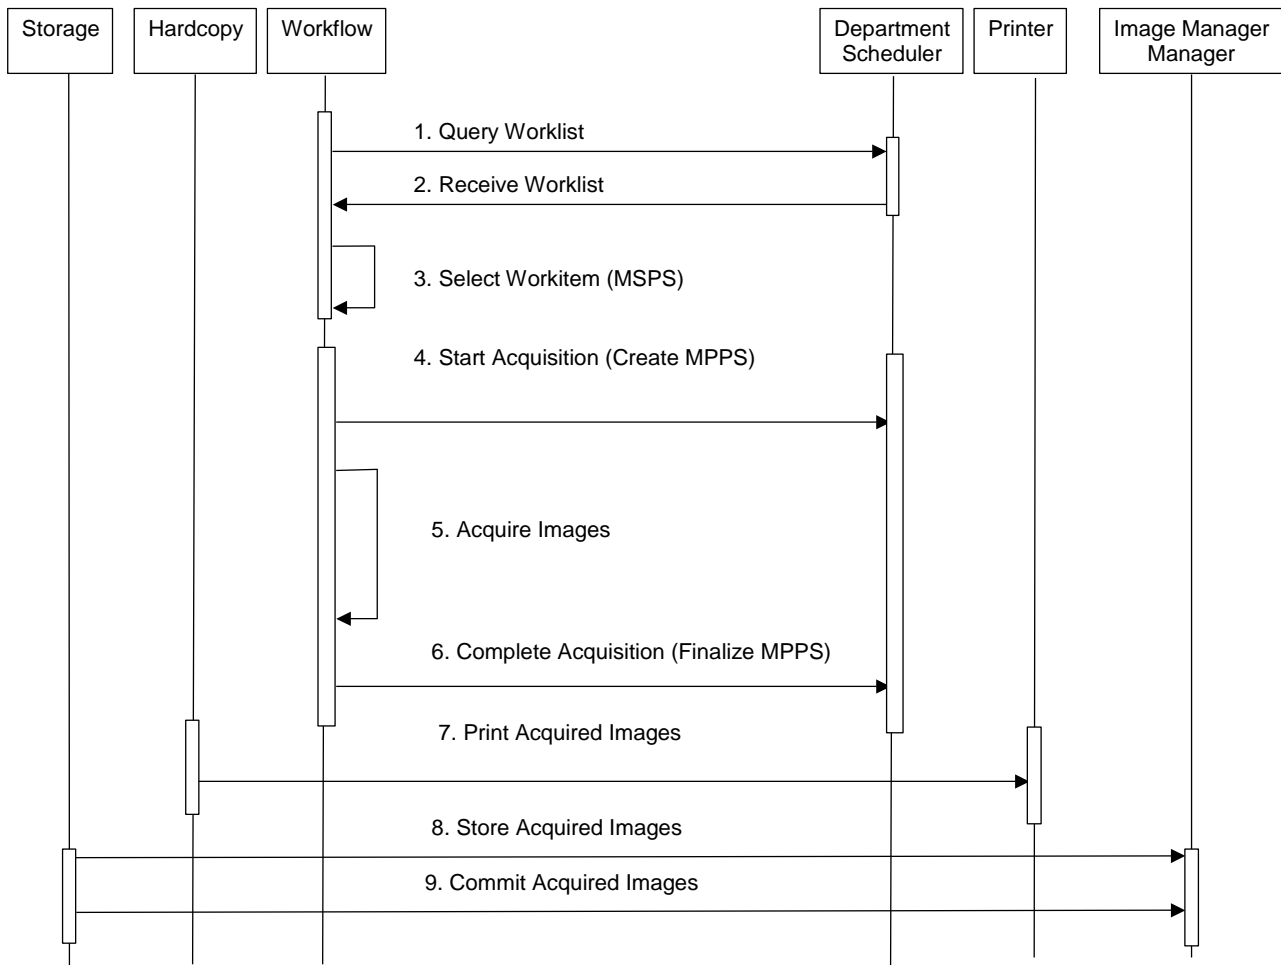 Storage
Hardcopy
Workflow
Department
Scheduler
Printer
Image Manager
Manager
1. Query Worklist
2. Receive Worklist
3. Select Workitem (MSPS)
4. Start Acquisition (Create MPPS)
5. Acquire Images
6. Complete Acquisition (Finalize MPPS)
7. Print Acquired Images
8. Store Acquired Images
9. Commit Acquired Images